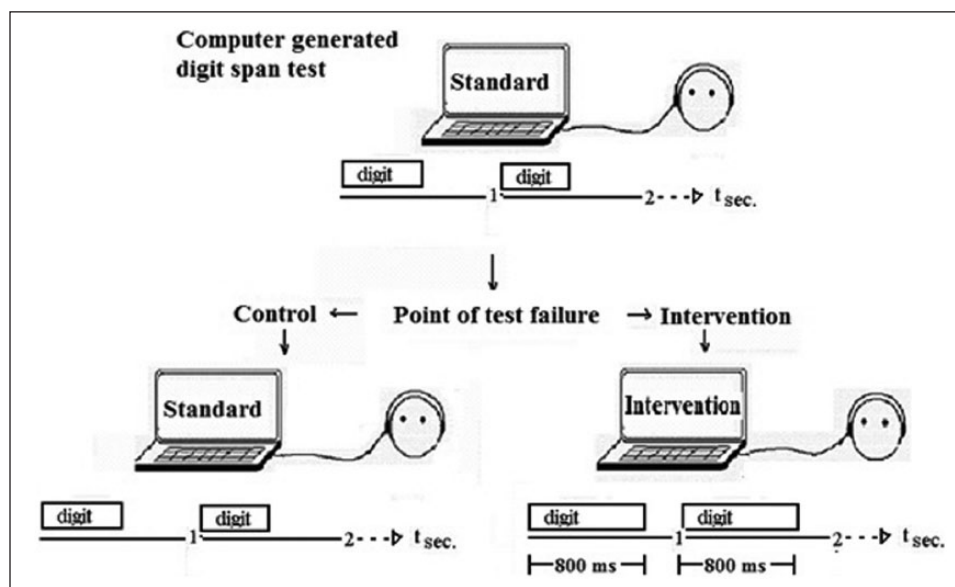 Computer generated
digit span test
Standard
digit digit
1 2 t sec.
Control Point of test failure Intervention
Standard
digit digit
1 2 t sec.
Intervention
digit digit
1 2 t sec.
800 ms 800 ms